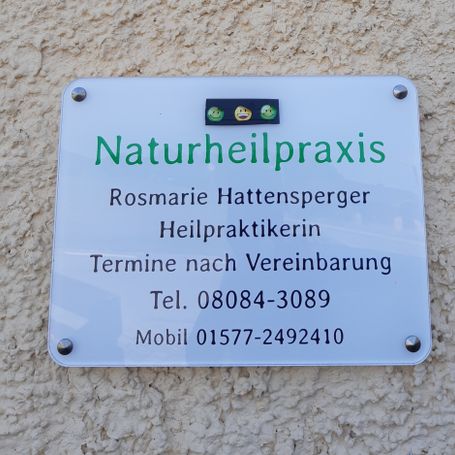 Naturheilpraxis
Rosmarie Hattensperger
Heilpraktikerin
Termine nach Vereinbarung
Tel. 08084-3089
Mobil 01577-2492410